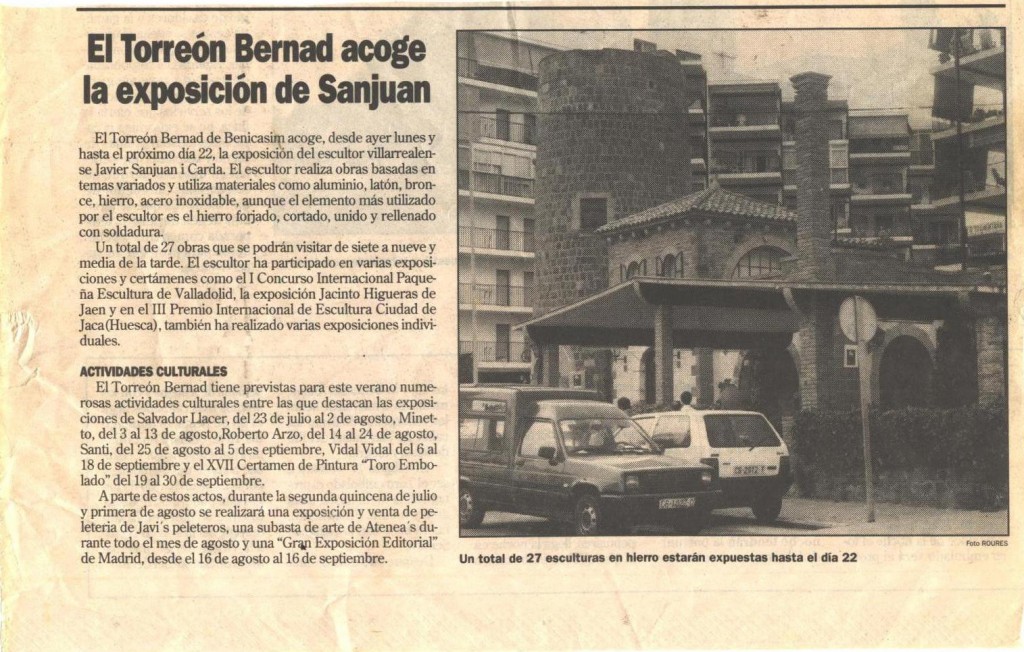 El Torreón Bernad acoge
la exposición de Sanjuan
El Torreón Bernad de Benicasim acoge, desde ayer lunes y
hasta el próximo día 22, la exposición del escultor villarrealen-
se Javier Sanjuan i Carda. El escultor realiza obras basadas en
temas variados y utiliza materiales como aluminio, latón, bron-
ce, hierro, acero inoxidable, aunque el elemento más utilizado
por el escultor es el hierro forjado, cortado, unido y rellenado
con soldadura.
Un total de 27 obras que se podrán visitar de siete a nueve y
media de la tarde. El escultor ha participado en varias exposi-
ciones y certámenes como el I Concurso Internacional Paque-
ña Escultura de Valladolid, la exposición Jacinto Higueras de
Jaen y en el III Premio Internacional de Escultura Ciudad de
Jaca(Huesca), también ha realizado varias exposiciones indivi-
duales.
ACTIVIDADES CULTURALES
El Torreón Bernad tiene previstas para este verano nume-
rosas actividades culturales entre las que destacan las exposi-
ciones de Salvador Llacer, del 23 de julio al 2 de agosto, Minet-
to, del 3 al 13 de agosto,Roberto Arzo, del 14 al 24 de agosto,
Santi, del 25 de agosto al 5 des eptiembre, Vidal Vidal del 6 al
18 de septiembre y el XVII Certamen de Pintura "Toro Embo-
lado" del 19 al 30 de septiembre.
A parte de estos actos, durante la segunda quincena de julio
y primera de agosto se realizará una exposición y venta de pe-
leteria de Javi´s peleteros, una subasta de arte de Atenea´s du-
rante todo el mes de agosto y una "Gran Exposición Editorial"
de Madrid, desde el 16 de agosto al 16 de septiembre.
Foto ROURES
Un total de 27 esculturas en hierro estarán expuestas hasta el día 22